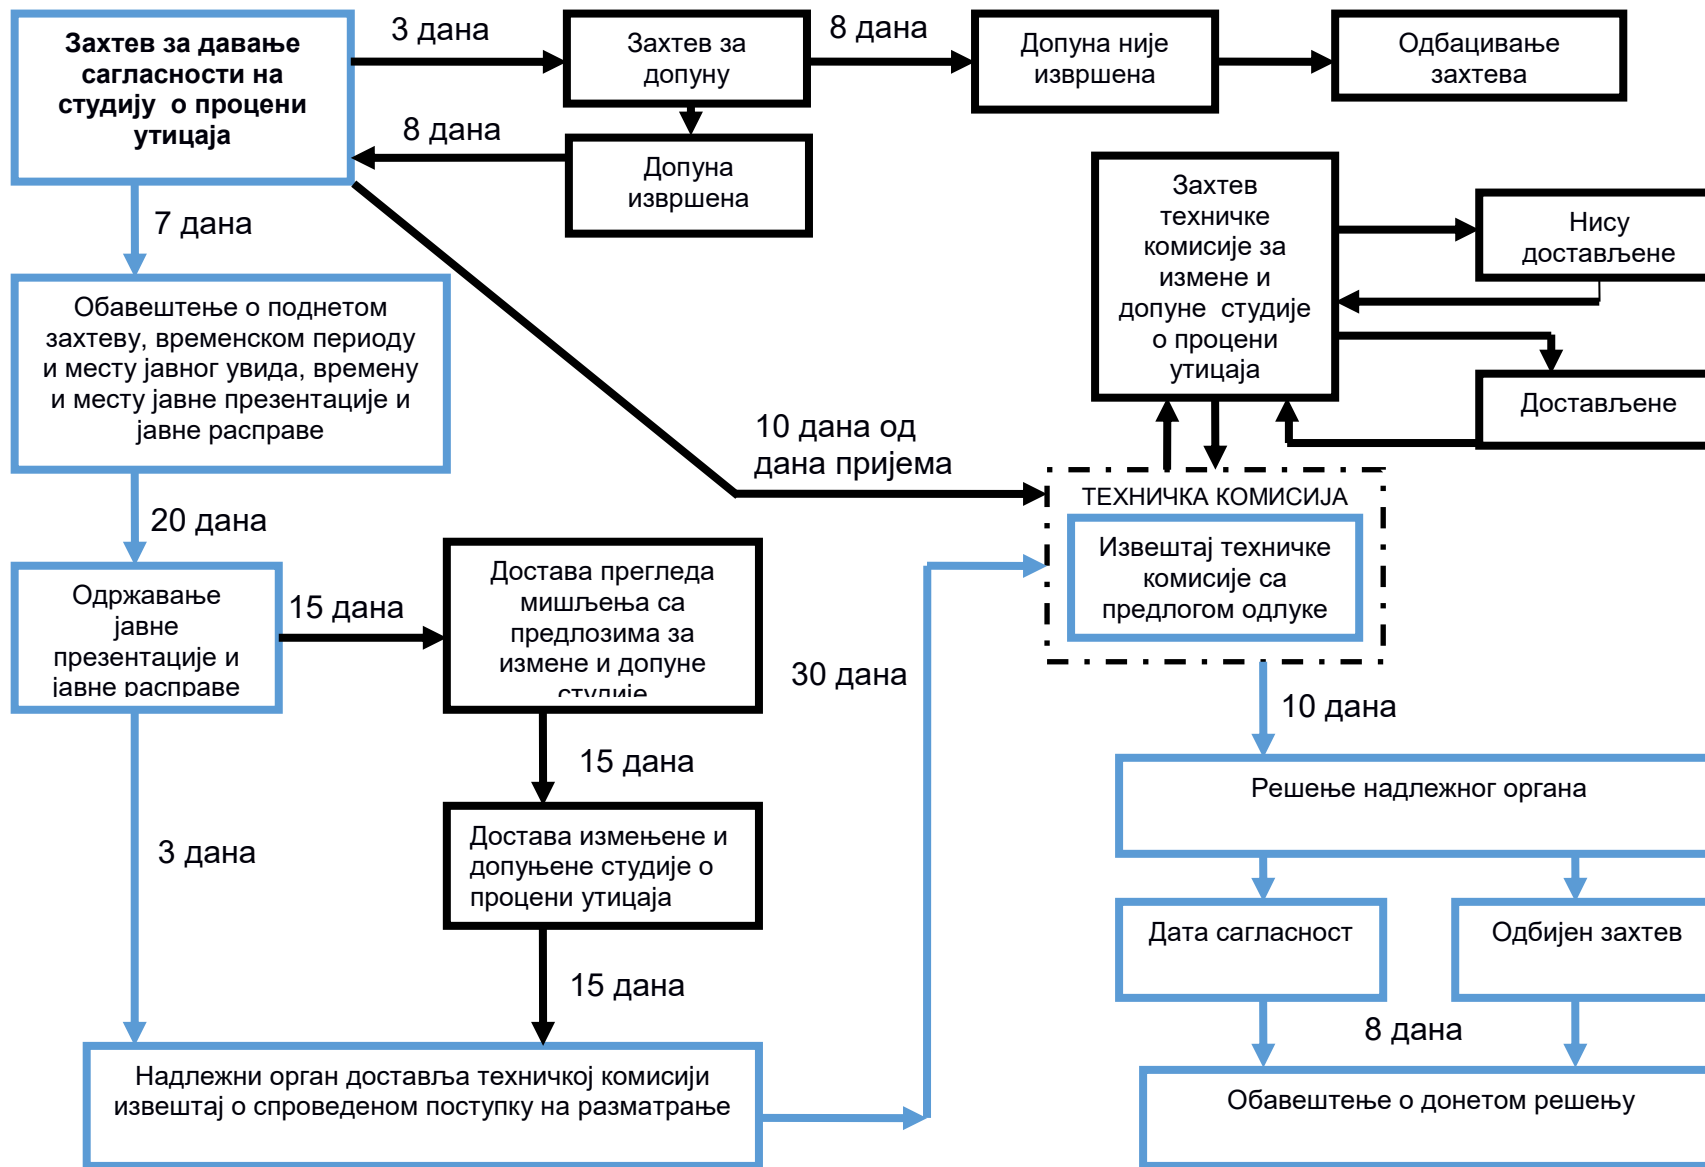 Захтев за давање
сагласности на
студију о процени
утицаја
3 дана
Захтев за
допуну
8 дана
Допуна није
извршена
Одбацивање
захтева
8 дана
Допуна
извршена
7 дана
Захтев
техничке
комисије за
измене и
допуне студије
о процени
утицаја
Нису
достављене
Достављене
Обавештење о поднетом
захтеву, временском периоду
и месту јавног увида, времену
и месту јавне презентације и
јавне расправе
10 дана од
дана пријема
ТЕХНИЧКА КОМИСИЈА
Извештај техничке
комисије са
предлогом одлуке
20 дана
Одржавање
јавне
презентације и
јавне расправе
15 дана
Достава прегледа
мишљења са
предлозима за
измене и допуне
студије
30 дана
10 дана
15 дана
Решење надлежног органа
3 дана
Достава измењене и
допуњене студије о
процени утицаја
Дата сагласност
Одбијен захтев
15 дана
8 дана
Надлежни орган доставља техничкој комисији
извештај о спроведеном поступку на разматрање
Обавештење о донетом решењу